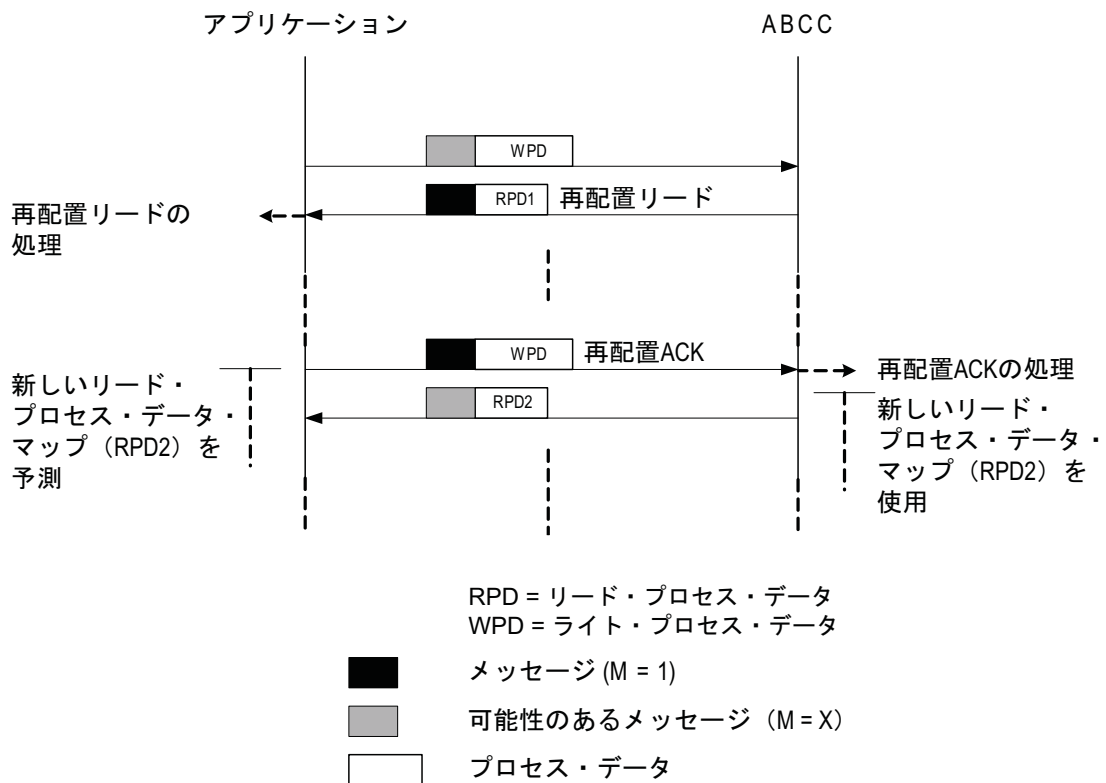 アプリケーション
ABCC
WPD
RPD1
再配置リード
再配置リードの
処理
WPD
再配置ACK
再配置ACKの処理
RPD2
新しいリード・
プロセス・データ・
マップ（RPD2）を
予測
新しいリード・
プロセス・データ・
マップ（RPD2）を
使用
RPD = リード・プロセス・データ
WPD = ライト・プロセス・データ
メッセージ (M = 1)
可能性のあるメッセージ（M = X）
プロセス・データ